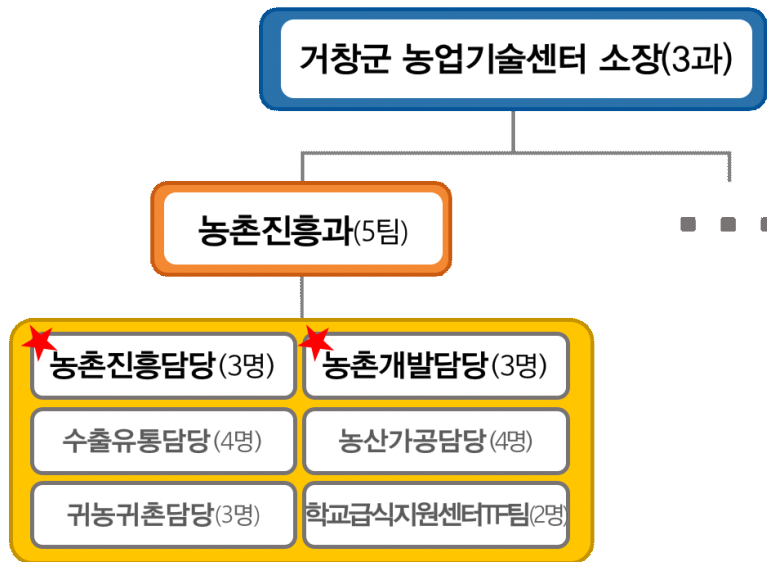 거창군 농업기술센터 소장(3과)
농촌진흥과(5팀)
농촌진흥담당(3명)
농촌개발담당(3명)
수출유통담당(4명)
농산가공담당(4명)
귀농귀촌담당(3명)
학교급식지원센터TF팀(2명)